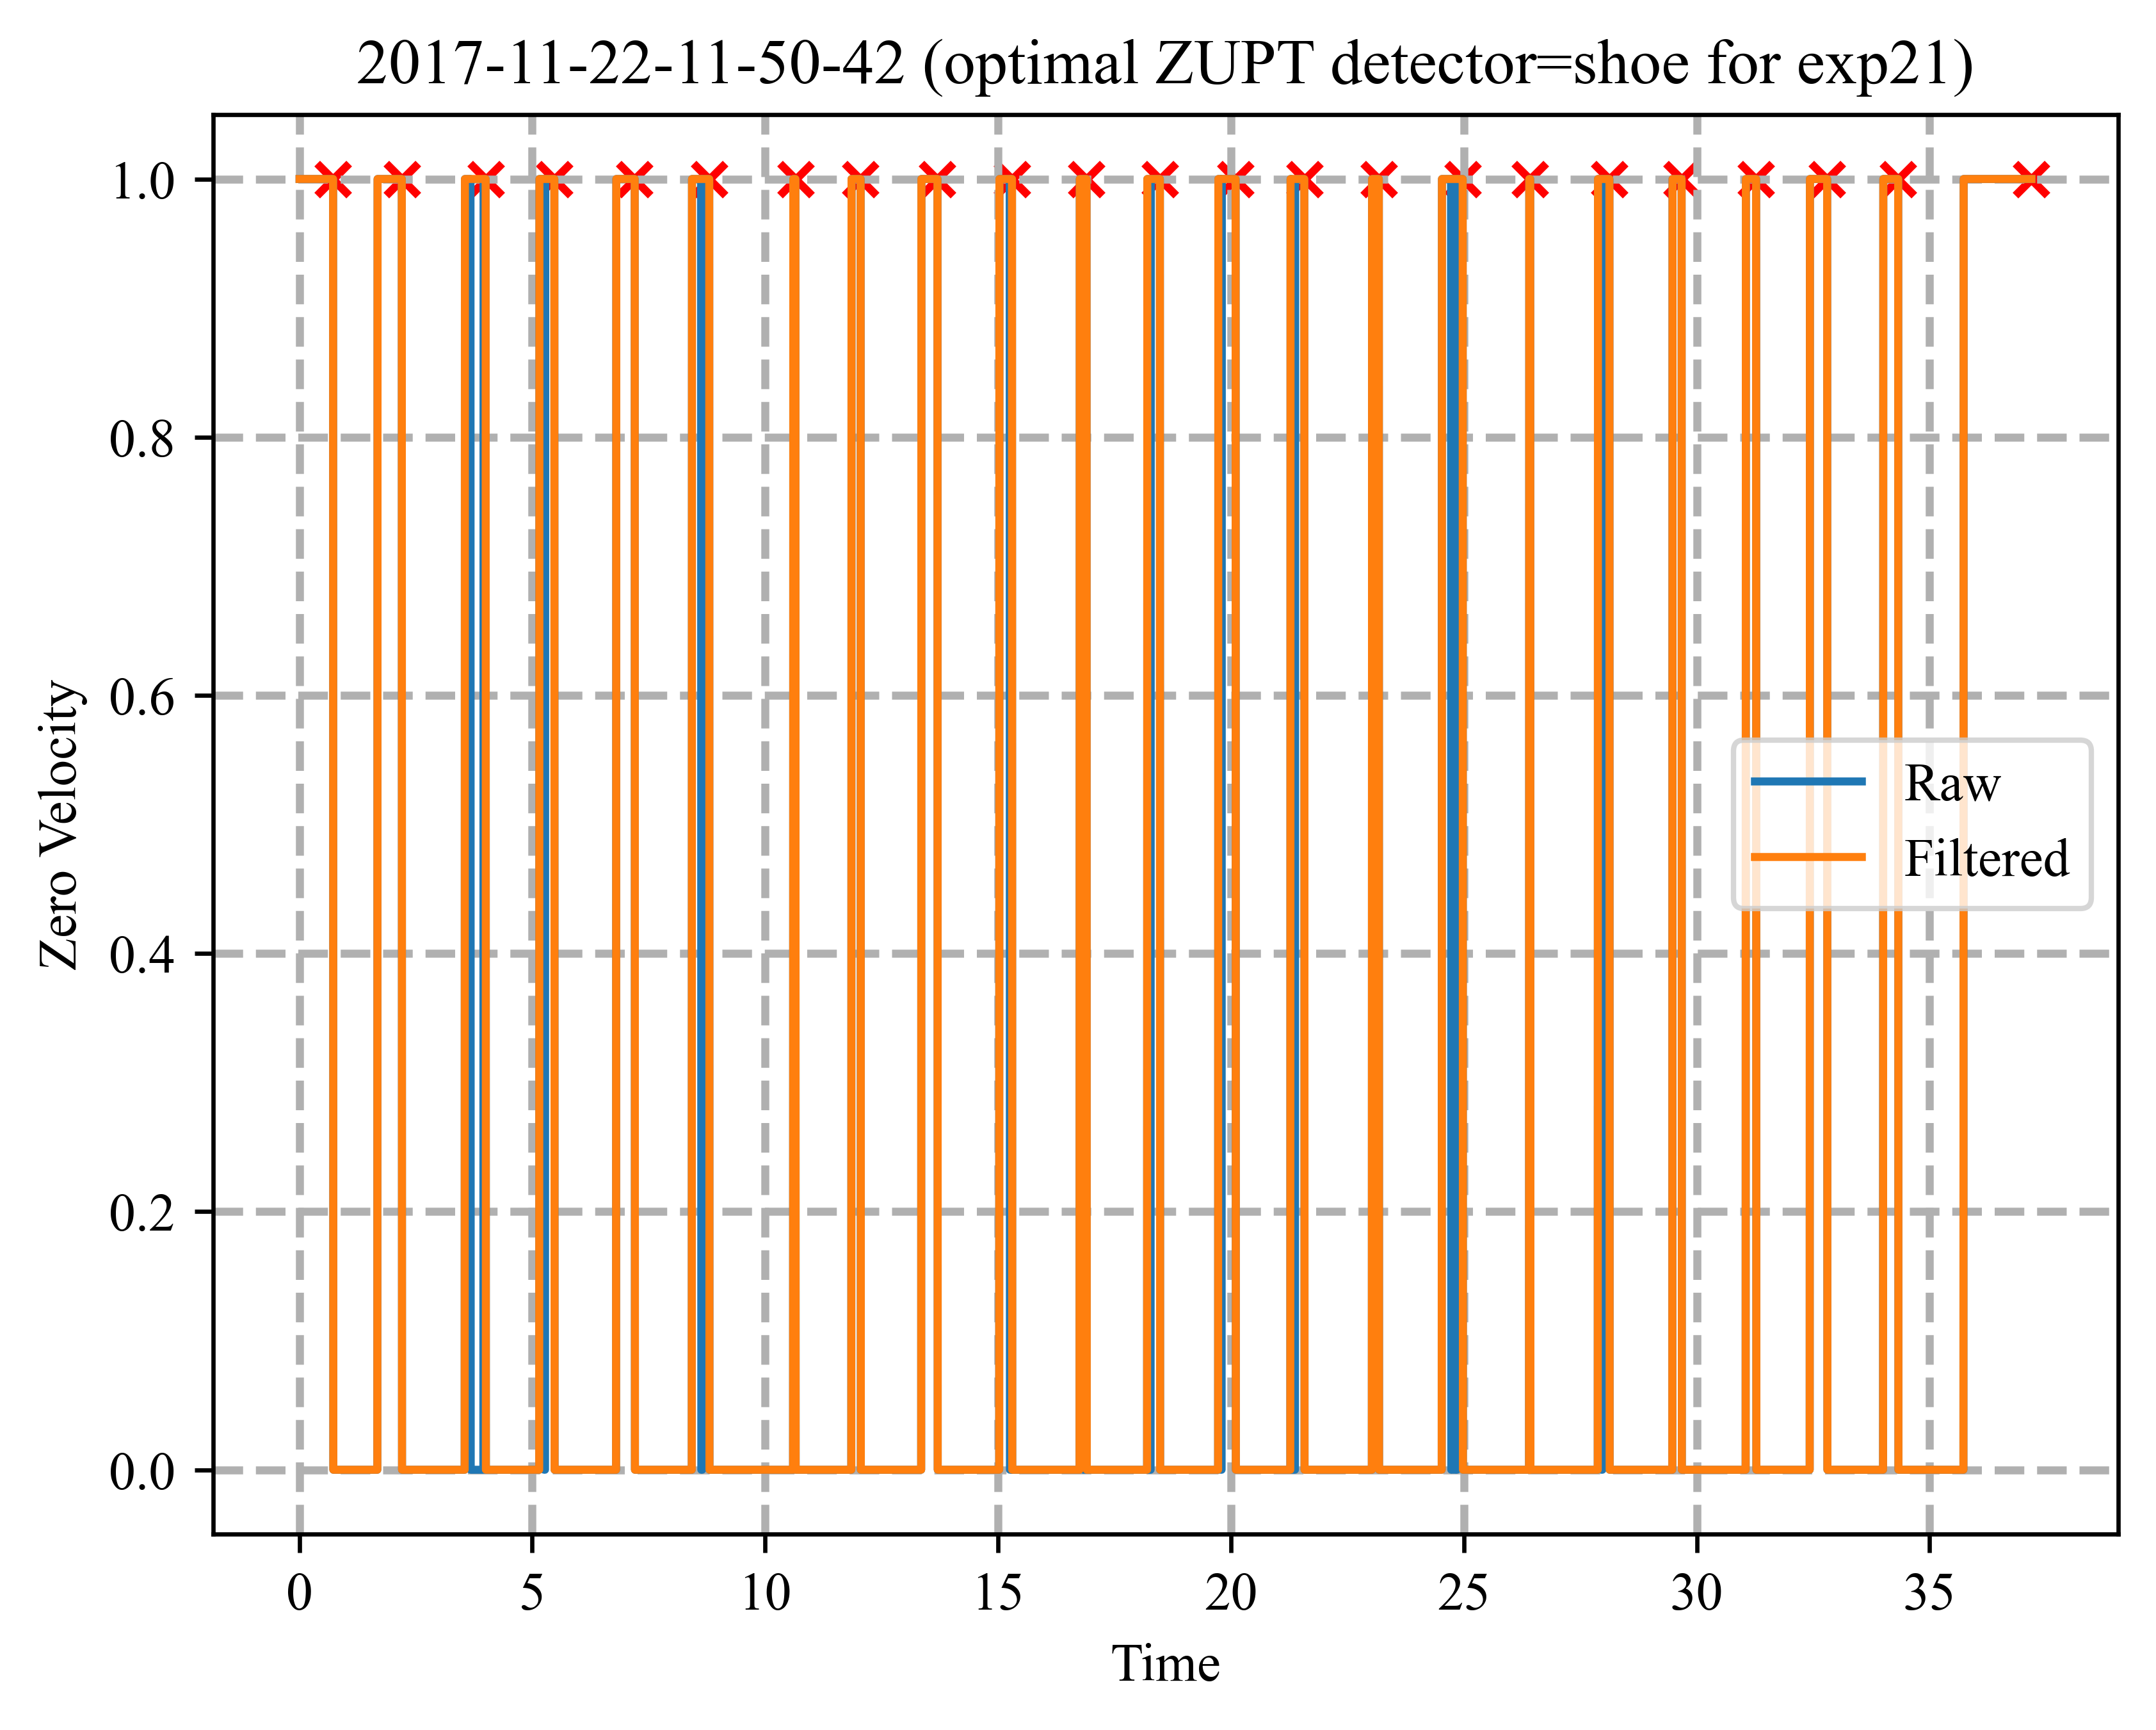 2017-11-22-11-50-42 (optimal ZUPT detector=shoe for exp21)
1.0
0.8
0.6
0.4
0.2
0.0
Zero Velocity
Raw
Filtered
0 5 10 15 20 25 30 35
Time